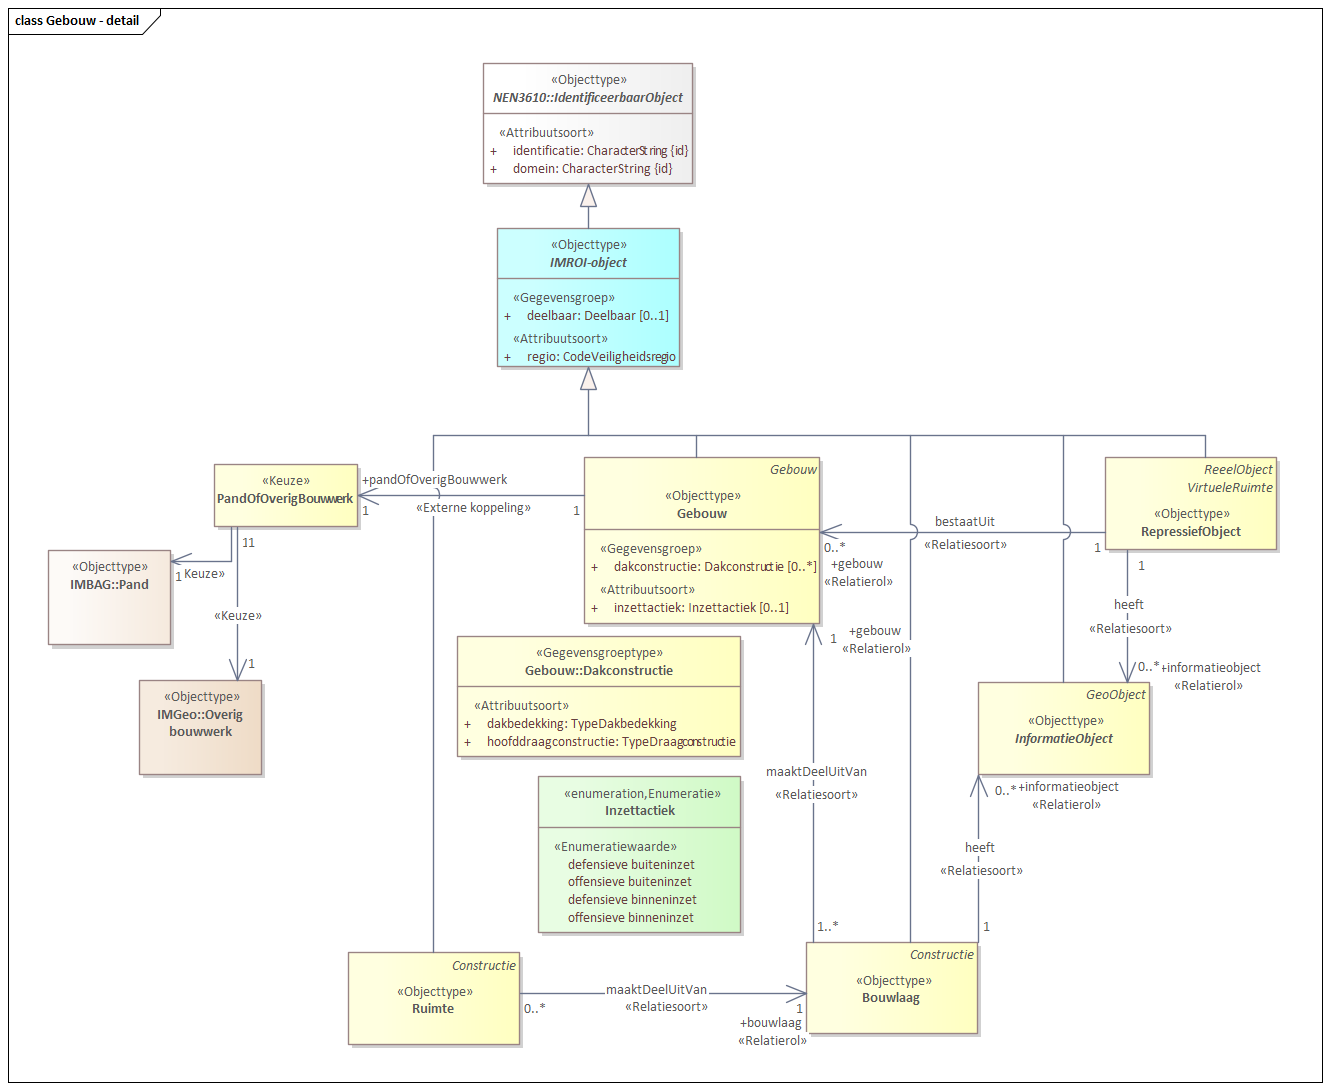 class Gebouw - detail
«Objecttype»
NEN3610::IdentificeerbaarObject
«Attribuutsoort»
+ identificatie: CharacterString {id}
+ domein: CharacterString {id}
«Objecttype»
IMROI-object
«Gegevensgroep»
+ deelbaar: Deelbaar [0..1]
«Attribuutsoort»
+ regio: CodeVeiligheidsregio
«Keuze»
PandOfOverigBouwwerk
+pandOfOverigBouwwerk
1
«Externe koppeling»
1
Gebouw
«Objecttype»
Gebouw
«Gegevensgroep»
+ dakconstructie: Dakconstructie [0..*]
«Attribuutsoort»
+ inzettactiek: Inzettactiek [0..1]
bestaatUit
«Relatiesoort»
0..*
+gebouw
«Relatierol»
1
ReeelObject
VirtueleRuimte
«Objecttype»
RepressiefObject
11
«Objecttype»
IMBAG::Pand
1
Keuze»
«Keuze»
1
«Objecttype»
IMGeo::Overig
bouwwerk
1
heeft
«Relatiesoort»
0..*
+informatieobject
«Relatierol»
1
+gebouw
«Relatierol»
«Gegevensgroeptype»
Gebouw::Dakconstructie
«Attribuutsoort»
+ dakbedekking: TypeDakbedekking
+ hoofddraagconstructie: TypeDraagconstructie
GeoObject
«Objecttype»
InformatieObject
maaktDeelUitVan
«Relatiesoort»
0..*
+informatieobject
«Relatierol»
«enumeration,Enumeratie»
Inzettactiek
«Enumeratiewaarde»
defensieve buiteninzet
offensieve buiteninzet
defensieve binneninzet
offensieve binneninzet
heeft
«Relatiesoort»
1..*
1
Constructie
«Objecttype»
Ruimte
0..*
maaktDeelUitVan
«Relatiesoort»
1
+bouwlaag
«Relatierol»
Constructie
«Objecttype»
Bouwlaag